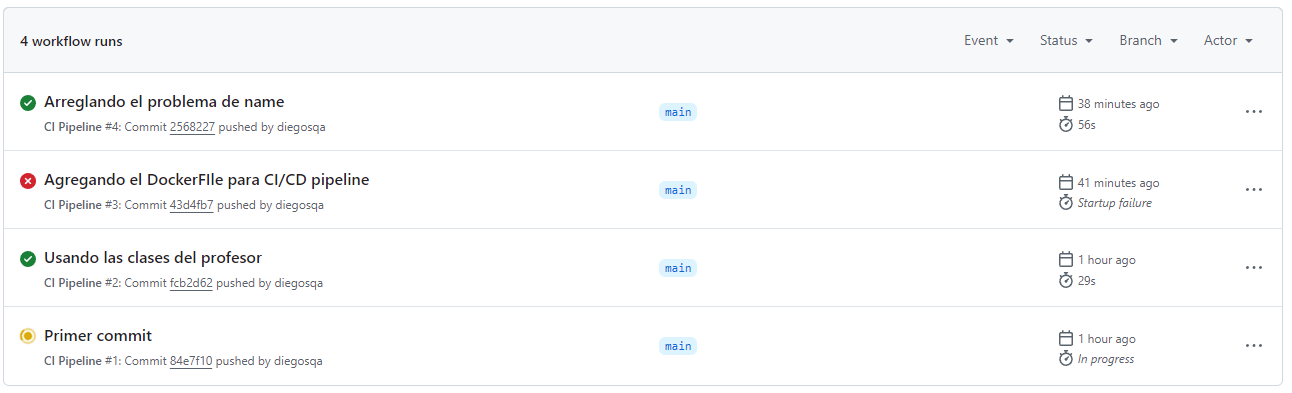 4 workflow runs
Event Status Branch Actor
Arreglando el problema de name
CI Pipeline #4: Commit 2568227 pushed by diegosqa
main
38 minutes ago
56s
Agregando el DockerFIle para CI/CD pipeline
CI Pipeline #3: Commit 43d4fb7 pushed by diegosqa
main
41 minutes ago
Startup failure
Usando las clases del profesor
CI Pipeline #2: Commit fcb2d62 pushed by diegosqa
main
1 hour ago
29s
Primer commit
CI Pipeline #1: Commit 84e7f10 pushed by diegosqa
main
1 hour ago
In progress